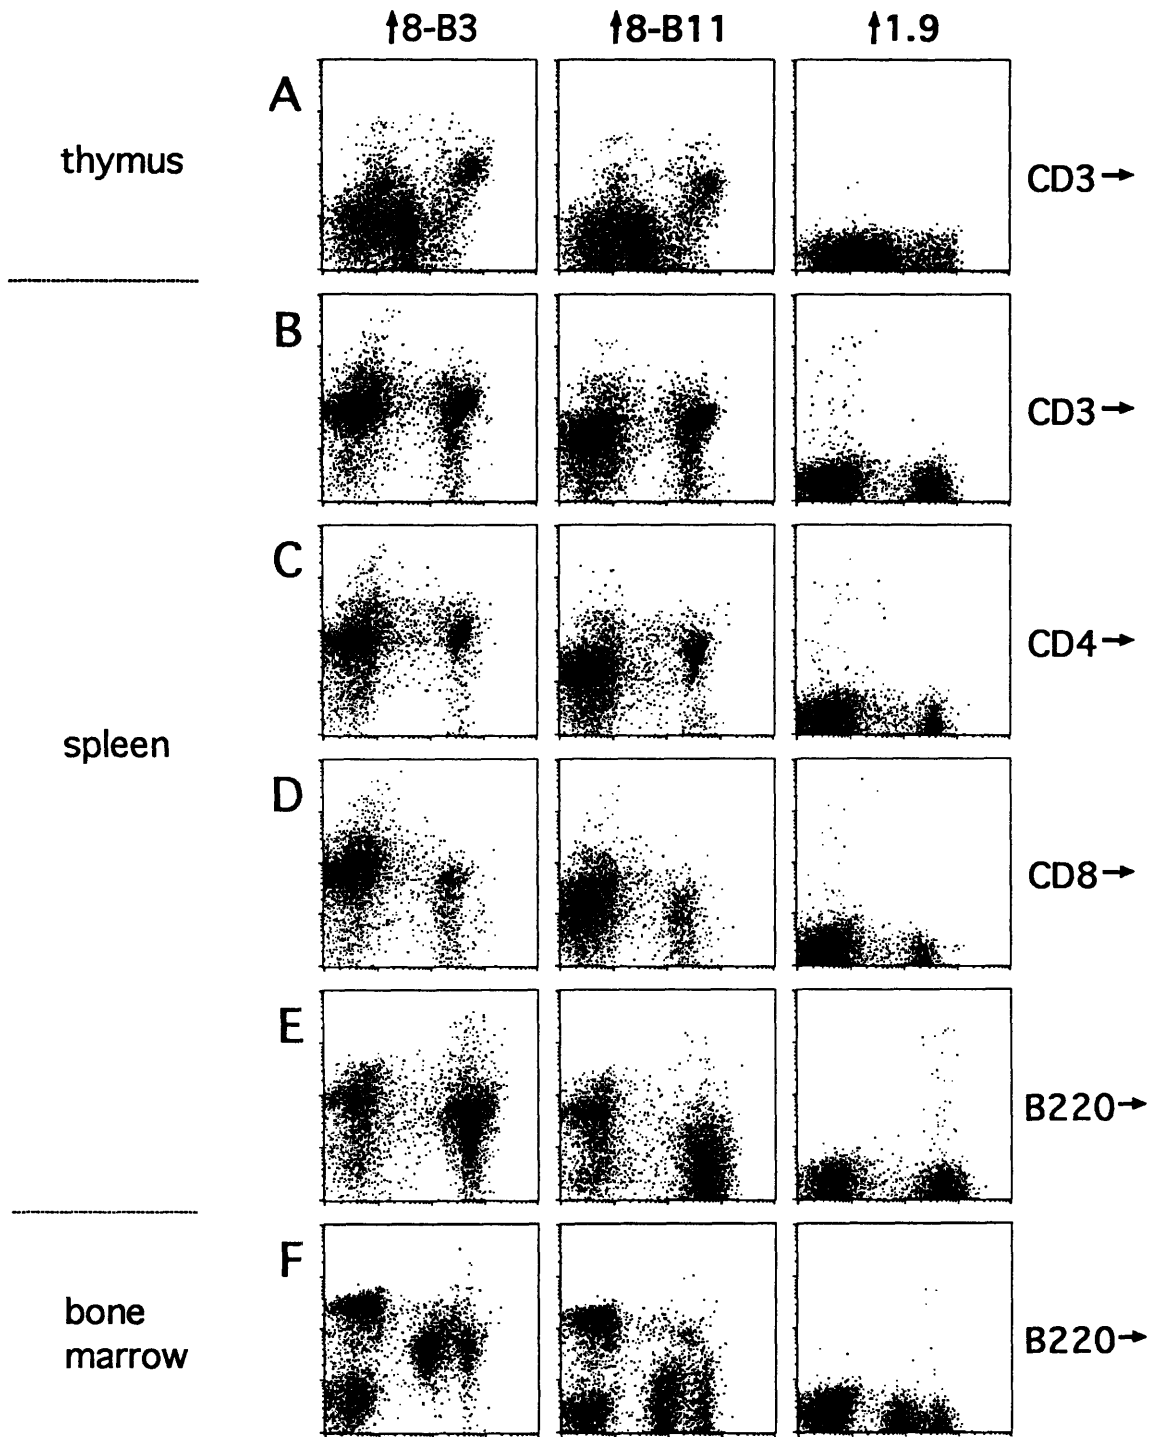 ↑8-B3 ↑8-B11 ↑1.9
A
thymus
CD3→
B
CD3→
C
CD4→
spleen
D
CD8→
E
B220→
F
bone
marrow
B220→